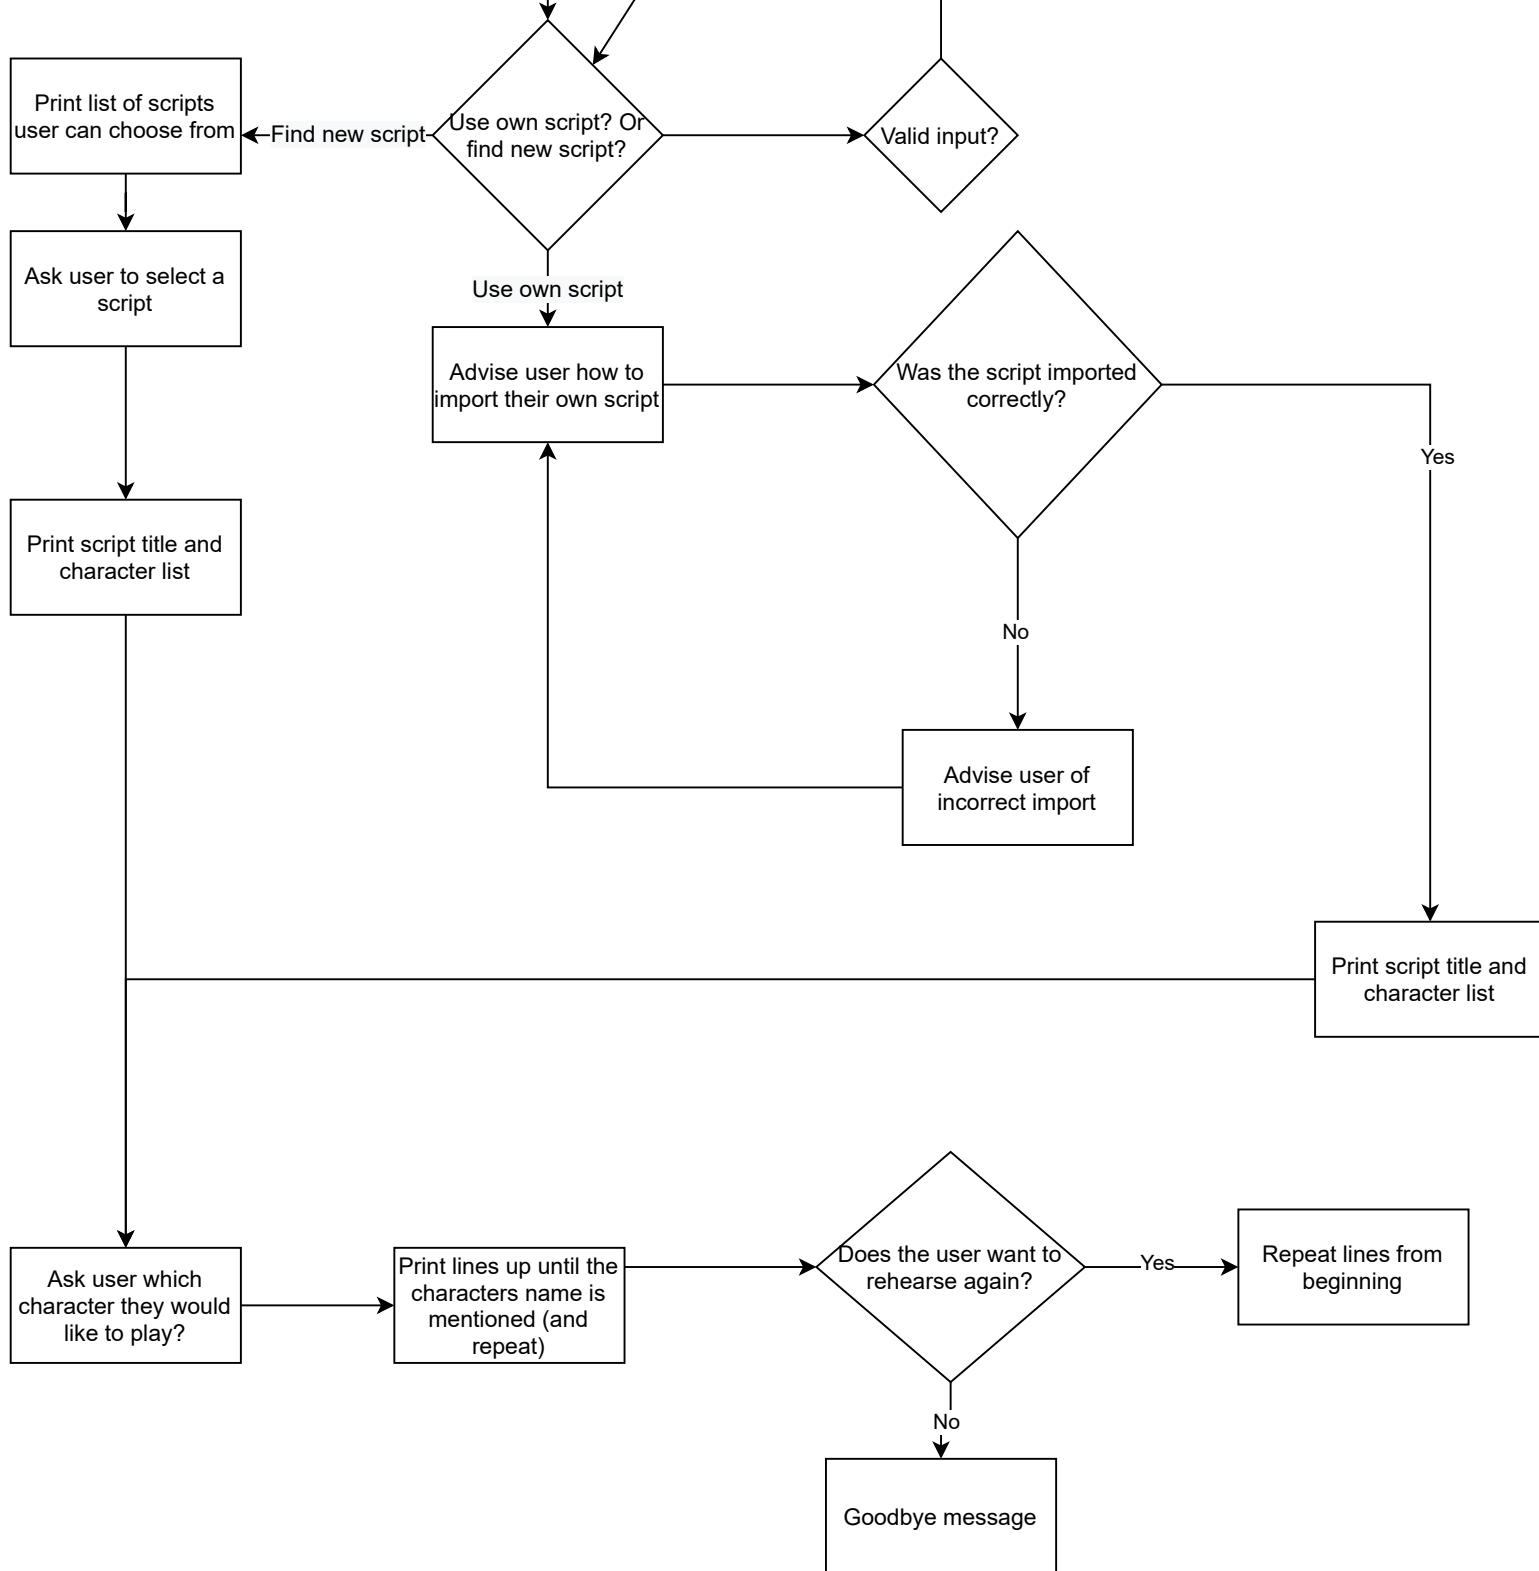 Print list of scripts
user can choose from
Find new script
Use own script? Or
find new script?
Valid input?
Ask user to select a
script
Use own script
Advise user how to
import their own script
Was the script imported
correctly?
Yes
Print script title and
character list
No
Advise user of
incorrect import
Print script title and
character list
Ask user which
character they would
like to play?
Print lines up until the
characters name is
mentioned (and
repeat)
Does the user want to
rehearse again?
Yes
Repeat lines from
beginning
No
Goodbye message